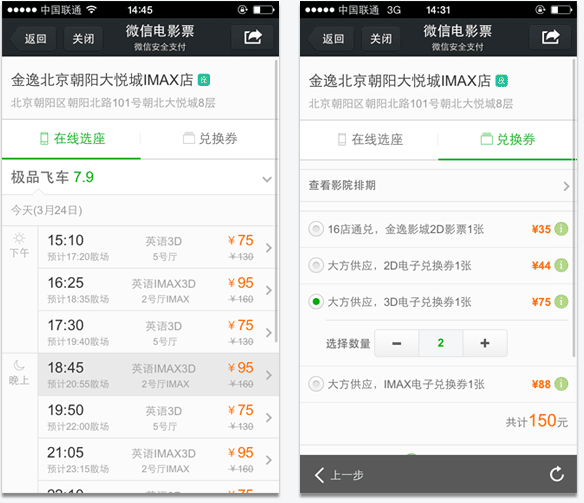 中国联通 14:45
返回 关闭 微信电影票
微信安全支付
金逸北京朝阳大悦城IMAX店 座
北京朝阳区朝阳北路101号朝北大悦城8层
在线选座 兑换券
极品飞车 7.9
今天(3月24日)
下午
15:10 英语3D ¥75
预计17:20散场 5号厅 ¥130
16:25 英语IMAX3D ¥95
预计18:35散场 2号厅IMAX ¥160
17:30 英语3D ¥75
预计19:40散场 5号厅 ¥130
晚上
18:45 英语IMAX3D ¥95
预计20:55散场 2号厅IMAX ¥160
19:50 英语3D ¥75
预计22:00散场 5号厅 ¥130
21:05 英语IMAX3D ¥95
预计23:15散场 2号厅IMAX ¥160
中国联通 3G 14:31
返回 关闭 微信电影票
微信安全支付
金逸北京朝阳大悦城IMAX店 座
北京朝阳区朝阳北路101号朝北大悦城8层
在线选座 兑换券
查看影院排期
16店通兑，金逸影城2D影票1张 ¥35
大方供应，2D电子兑换券1张 ¥44
大方供应，3D电子兑换券1张 ¥75
选择数量 － 2 ＋
大方供应，IMAX电子兑换券1张 ¥88
共计150元
上一步